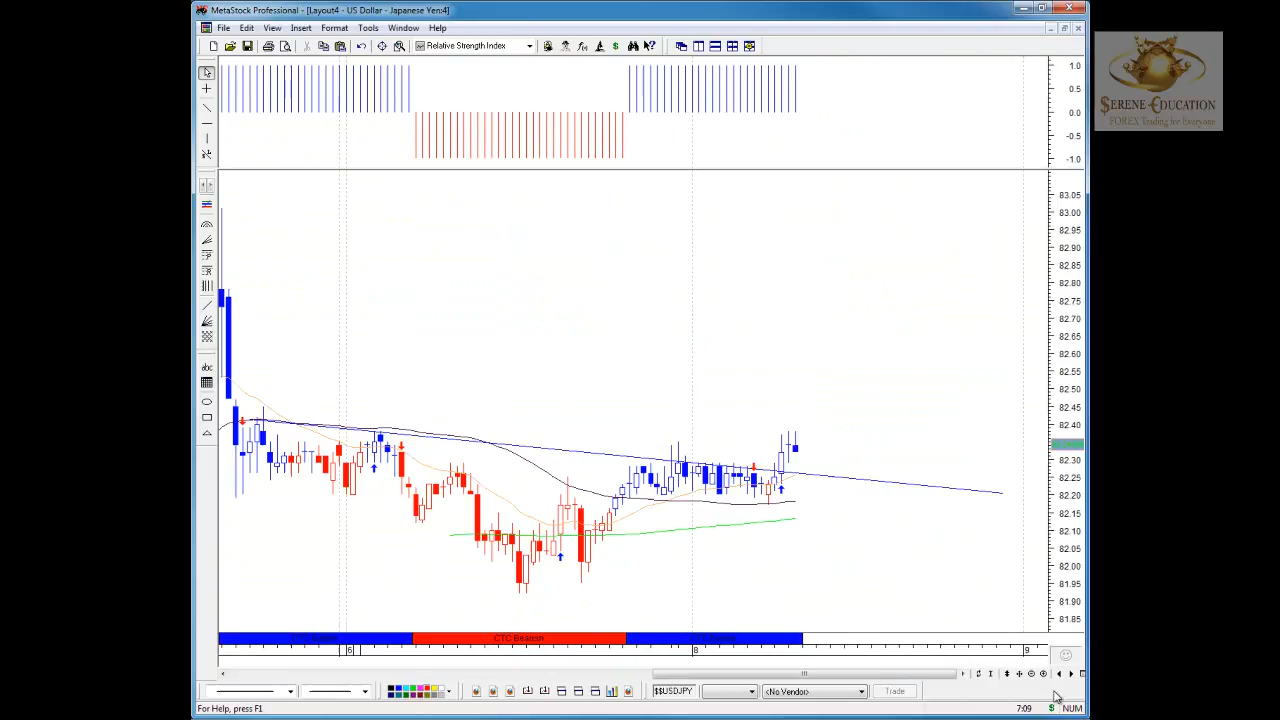 MetaStock Professional - [Layout4 - US Dollar - Japanese Yen:4]
File Edit View Insert Format Tools Window Help
Relative Strength Index
SERENE EDUCATION
FOREX Trading for Everyone
1.0
0.5
0.0
-0.5
-1.0
83.05
83.00
82.95
82.90
82.85
82.80
82.75
82.70
82.65
82.60
82.55
82.50
82.45
82.40
82.30
82.25
82.20
82.15
82.10
82.05
82.00
81.95
81.90
81.85
abc
CTC Bearish
6 8 9
$$USDJPY <No Vendor> Trade
For Help, press F1 7:09 $ NUM